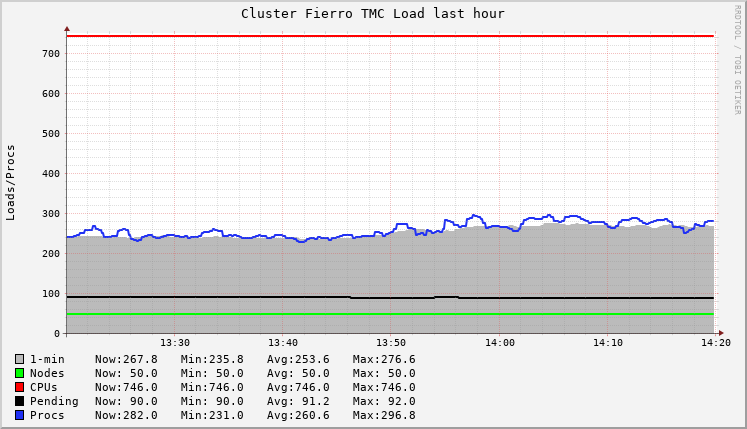 Cluster Fierro TMC Load last hour
RRDTOOL / TOBI OETIKER
Loads/Procs
700
600
500
400
300
200
100
0
13:30 13:40 13:50 14:00 14:10 14:20
1-min Now:267.8 Min:235.8 Avg:253.6 Max:276.6
Nodes Now: 50.0 Min: 50.0 Avg: 50.0 Max: 50.0
CPUs Now:746.0 Min:746.0 Avg:746.0 Max:746.0
Pending Now: 90.0 Min: 90.0 Avg: 91.2 Max: 92.0
Procs Now:282.0 Min:231.0 Avg:260.6 Max:296.8